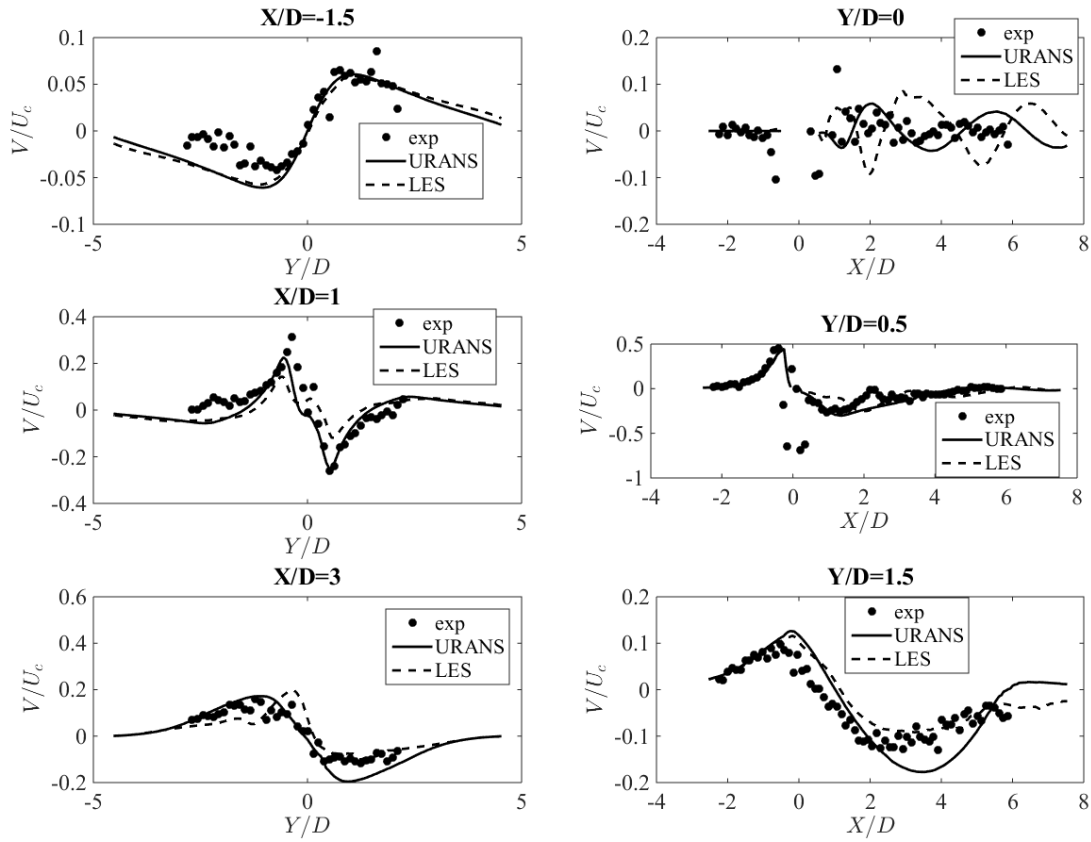 X/D=-1.5
0.1
0.05
0
-0.05
-0.1
V/U_c
-5
0
5
Y/D
exp
URANS
LES
Y/D=0
0.2
0.1
0
-0.1
-0.2
V/U_c
-4
-2
0
2
4
6
8
X/D
exp
URANS
LES
X/D=1
0.4
0.2
0
-0.2
-0.4
V/U_c
-5
0
5
Y/D
exp
URANS
LES
Y/D=0.5
0.5
0
-0.5
-1
V/U_c
-4
-2
0
2
4
6
8
X/D
exp
URANS
LES
X/D=3
0.6
0.4
0.2
0
-0.2
V/U_c
-5
0
5
Y/D
exp
URANS
LES
Y/D=1.5
0.2
0.1
0
-0.1
-0.2
V/U_c
-4
-2
0
2
4
6
8
X/D
exp
URANS
LES